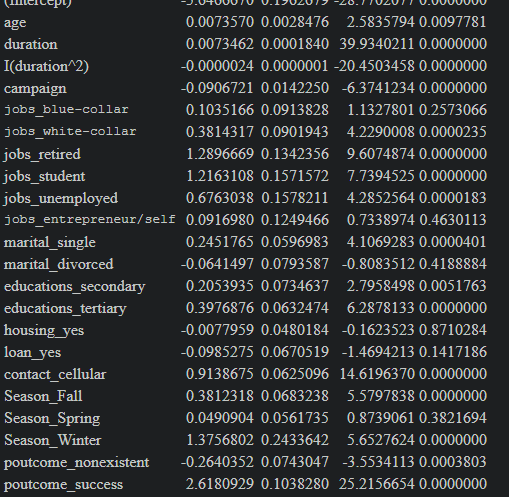 (Intercept) 
age 0.0073570 0.0028476 2.5835794 0.0097781
duration 0.0073462 0.0001840 39.9340211 0.0000000
I(duration^2) -0.0000024 0.0000001 -20.4503458 0.0000000
campaign -0.0906721 0.0142250 -6.3741234 0.0000000
jobs_blue-collar 0.1035166 0.0913828 1.1327801 0.2573066
jobs_white-collar 0.3814317 0.0901943 4.2290008 0.0000235
jobs_retired 1.2896669 0.1342356 9.6074874 0.0000000
jobs_student 1.2163108 0.1571572 7.7394525 0.0000000
jobs_unemployed 0.6763038 0.1578211 4.2852564 0.0000183
jobs_entrepreneur/self 0.0916980 0.1249466 0.7338974 0.4630113
marital_single 0.2451765 0.0596983 4.1069283 0.0000401
marital_divorced -0.0641497 0.0793587 -0.8083512 0.4188884
educations_secondary 0.2053935 0.0734637 2.7958498 0.0051763
educations_tertiary 0.3976876 0.0632474 6.2878133 0.0000000
housing_yes -0.0077959 0.0480184 -0.1623523 0.8710284
loan_yes -0.0985275 0.0670519 -1.4694213 0.1417186
contact_cellular 0.9138675 0.0625096 14.6196370 0.0000000
Season_Fall 0.3812318 0.0683238 5.5797838 0.0000000
Season_Spring 0.0490904 0.0561735 0.8739061 0.3821694
Season_Winter 1.3756802 0.2433642 5.6527624 0.0000000
poutcome_nonexistent -0.2640352 0.0743047 -3.5534113 0.0003803
poutcome_success 2.6180929 0.1038280 25.2156654 0.0000000